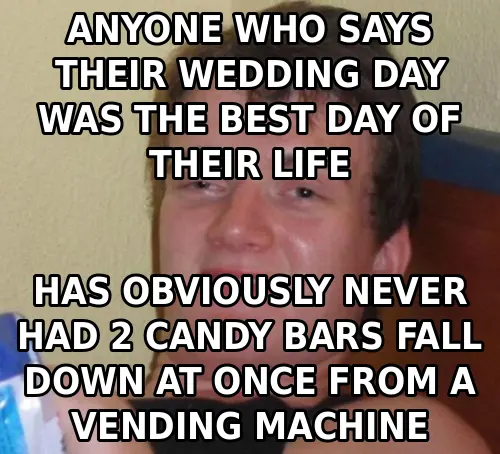 ANYONE WHO SAYS
THEIR WEDDING DAY
WAS THE BEST DAY OF
THEIR LIFE
HAS OBVIOUSLY NEVER
HAD 2 CANDY BARS FALL
DOWN AT ONCE FROM A
VENDING MACHINE